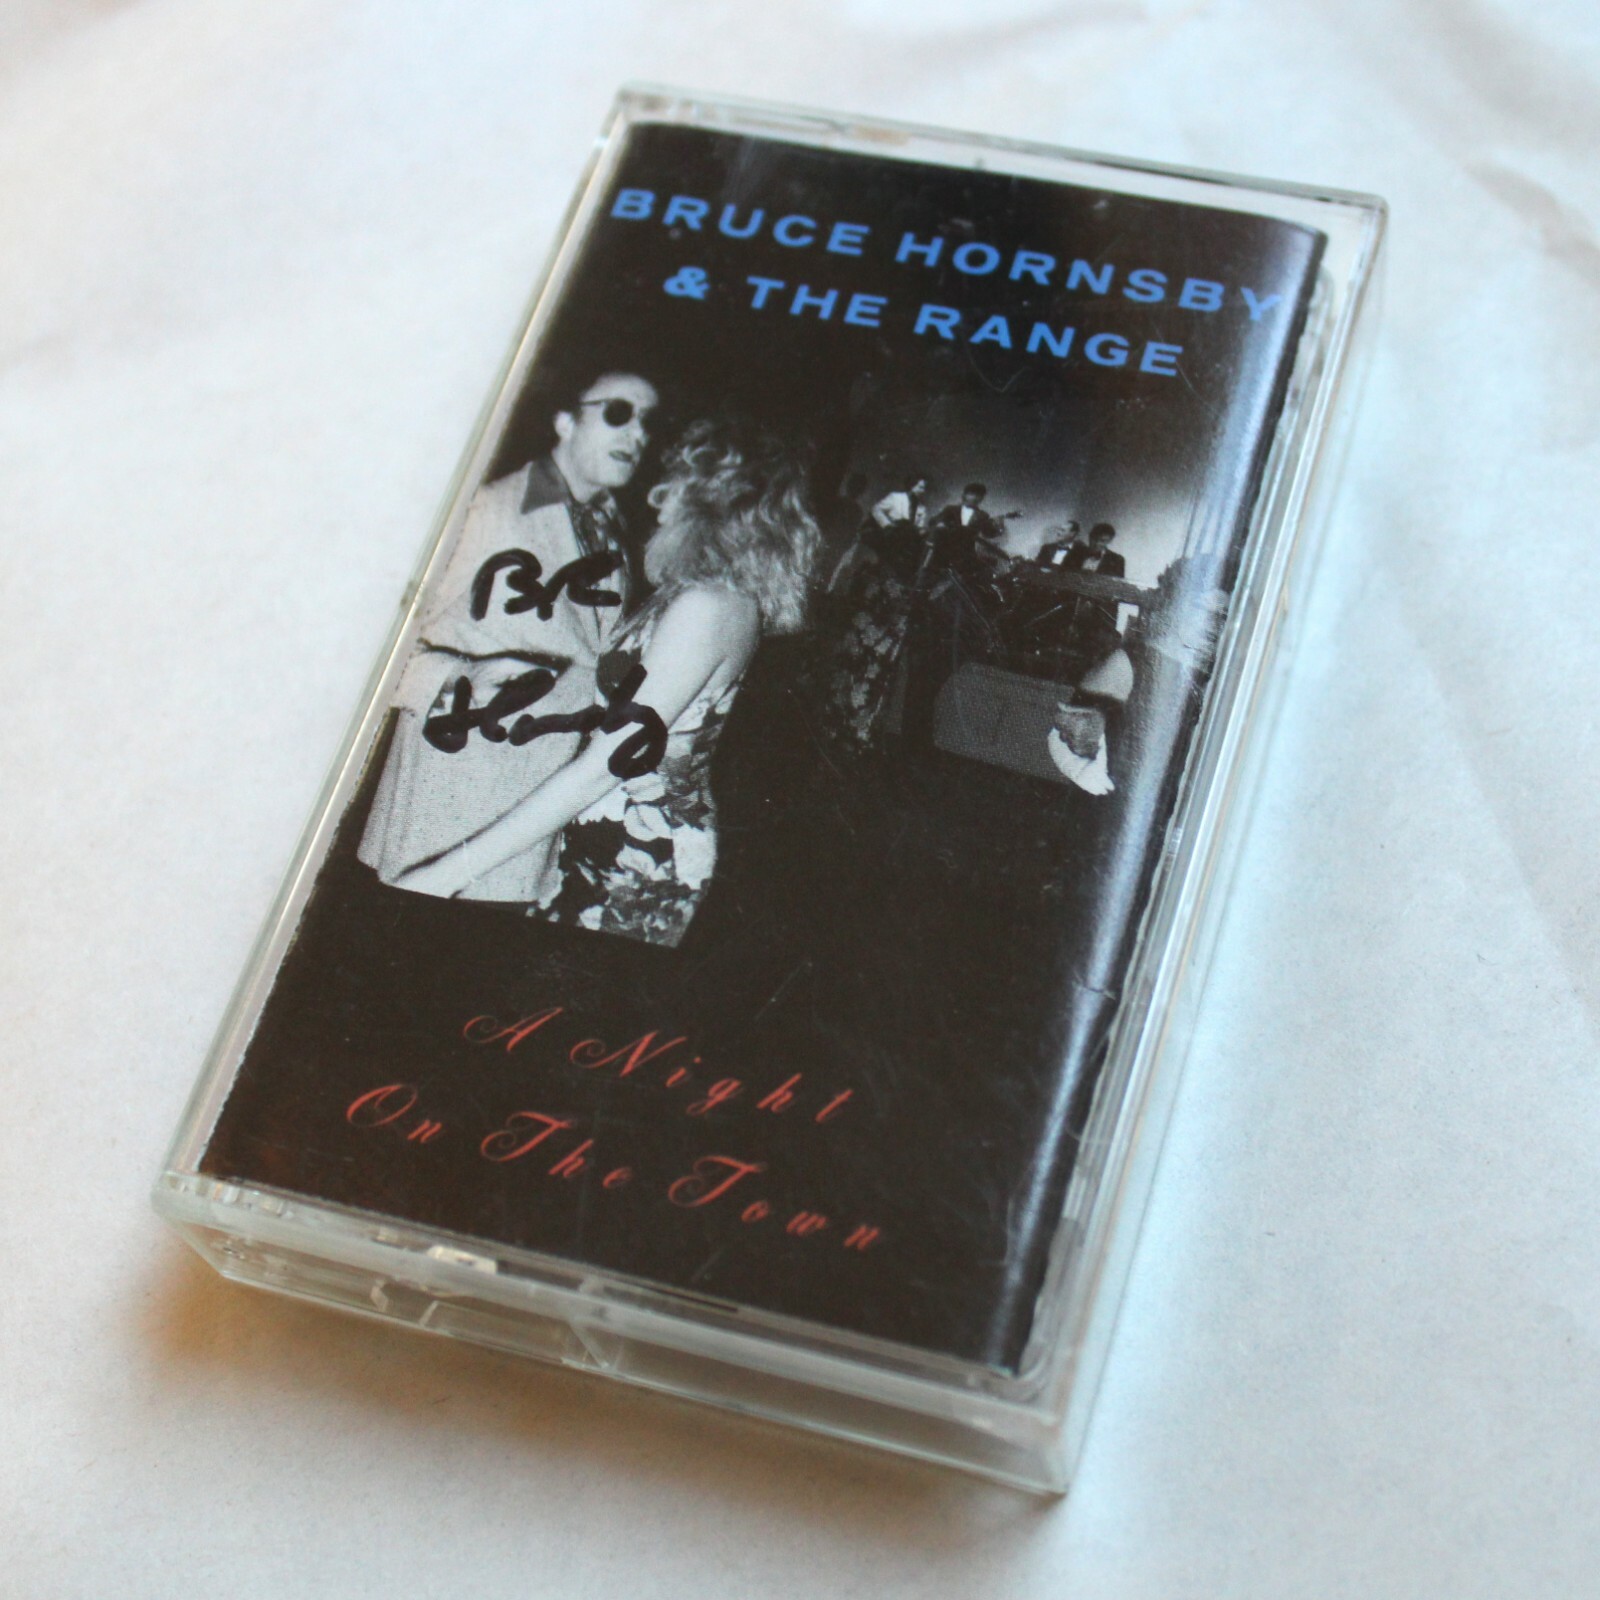 BRUCE HORNSBY
& THE RANGE
A Night
On The Town